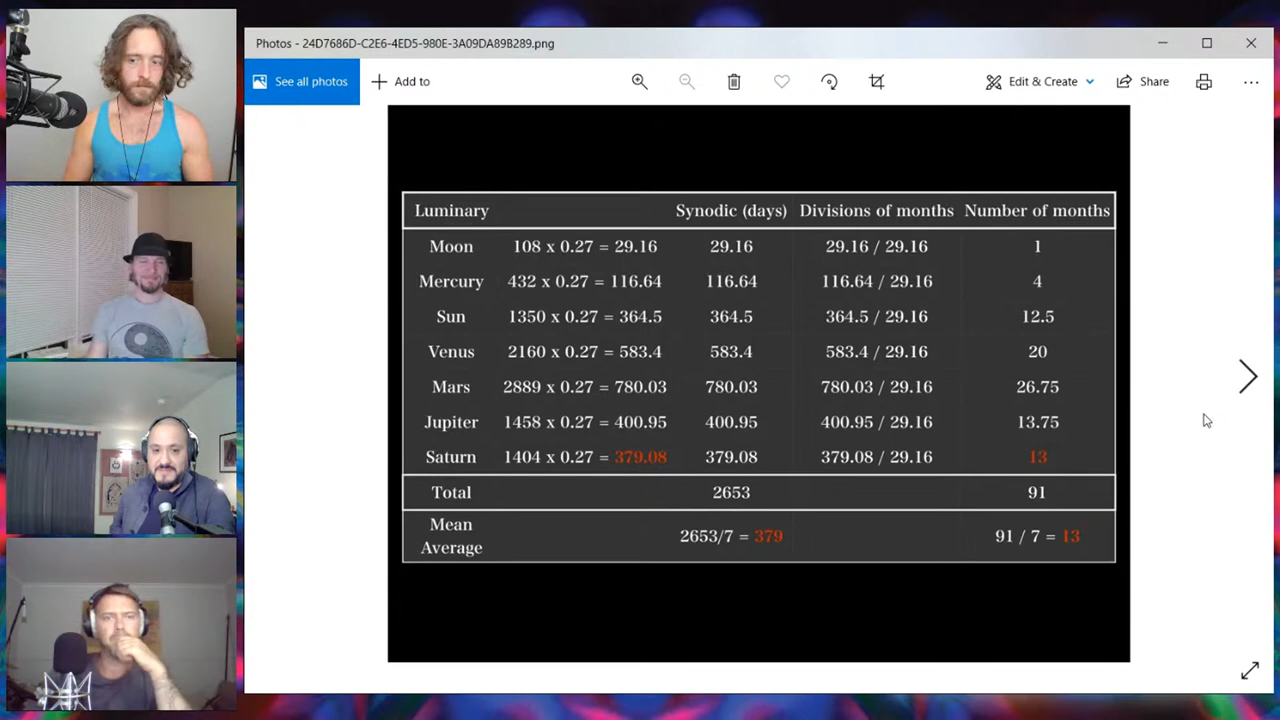 Photos - 24D7686D-C2E6-4ED5-980E-3A09DA89B289.png
See all photos
Add to
Edit & Create
Share
Luminary Synodic (days) Divisions of months Number of months
Moon 108 x 0.27 = 29.16 29.16 29.16 / 29.16 1
Mercury 432 x 0.27 = 116.64 116.64 116.64 / 29.16 4
Sun 1350 x 0.27 = 364.5 364.5 364.5 / 29.16 12.5
Venus 2160 x 0.27 = 583.4 583.4 583.4 / 29.16 20
Mars 2889 x 0.27 = 780.03 780.03 780.03 / 29.16 26.75
Jupiter 1458 x 0.27 = 400.95 400.95 400.95 / 29.16 13.75
Saturn 1404 x 0.27 = 379.08 379.08 379.08 / 29.16 13
Total 2653 91
Mean
Average 2653/7 = 379 91 / 7 = 13